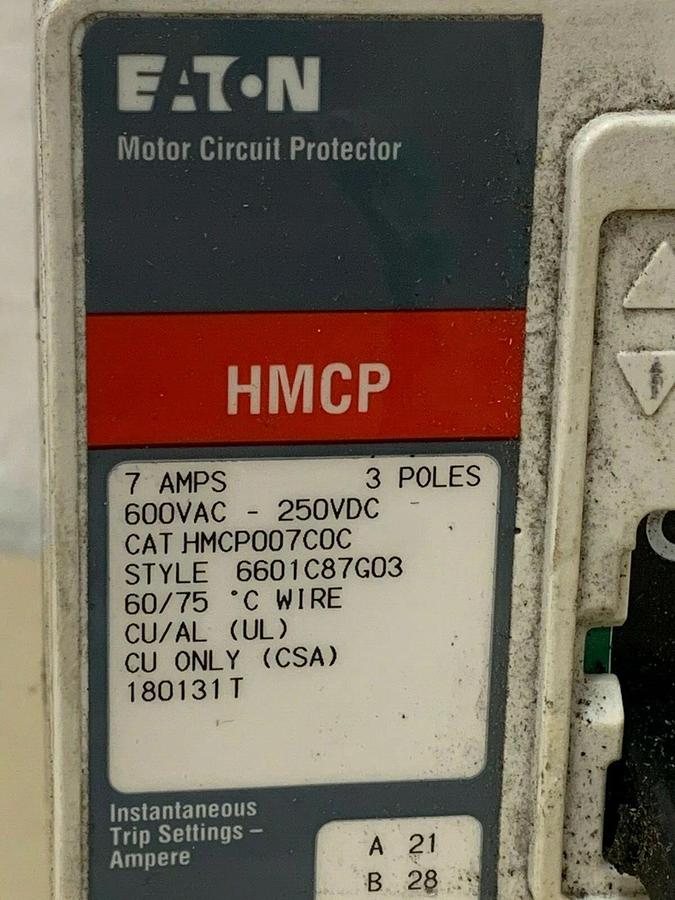 EATON
Motor Circuit Protector
HMCP
7 AMPS 3 POLES
600VAC - 250VDC
CAT HMCP007C0C
STYLE 6601C87G03
60/75 °C WIRE
CU/AL (UL)
CU ONLY (CSA)
180131T
Instantaneous
Trip Settings –
Ampere
A 21
B 28